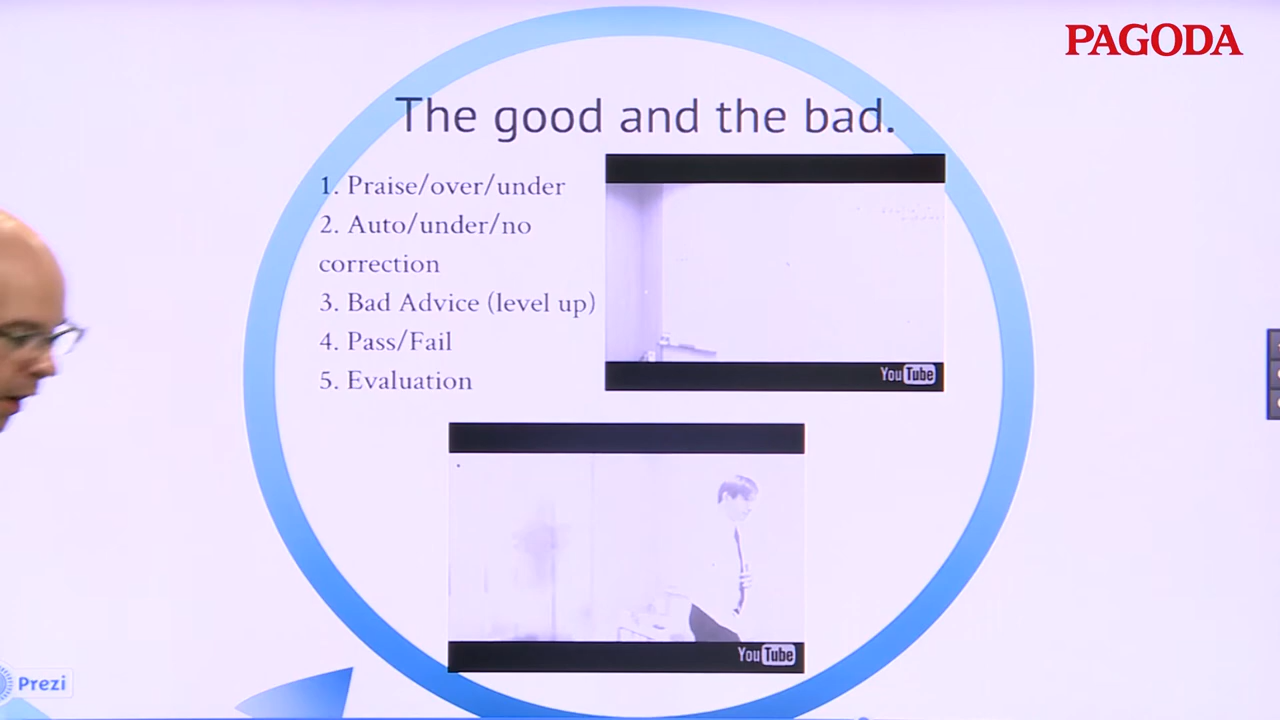 PAGODA
The good and the bad.
1. Praise/over/under
2. Auto/under/no
correction
3. Bad Advice (level up)
4. Pass/Fail
5. Evaluation
YouTube
YouTube
Prezi